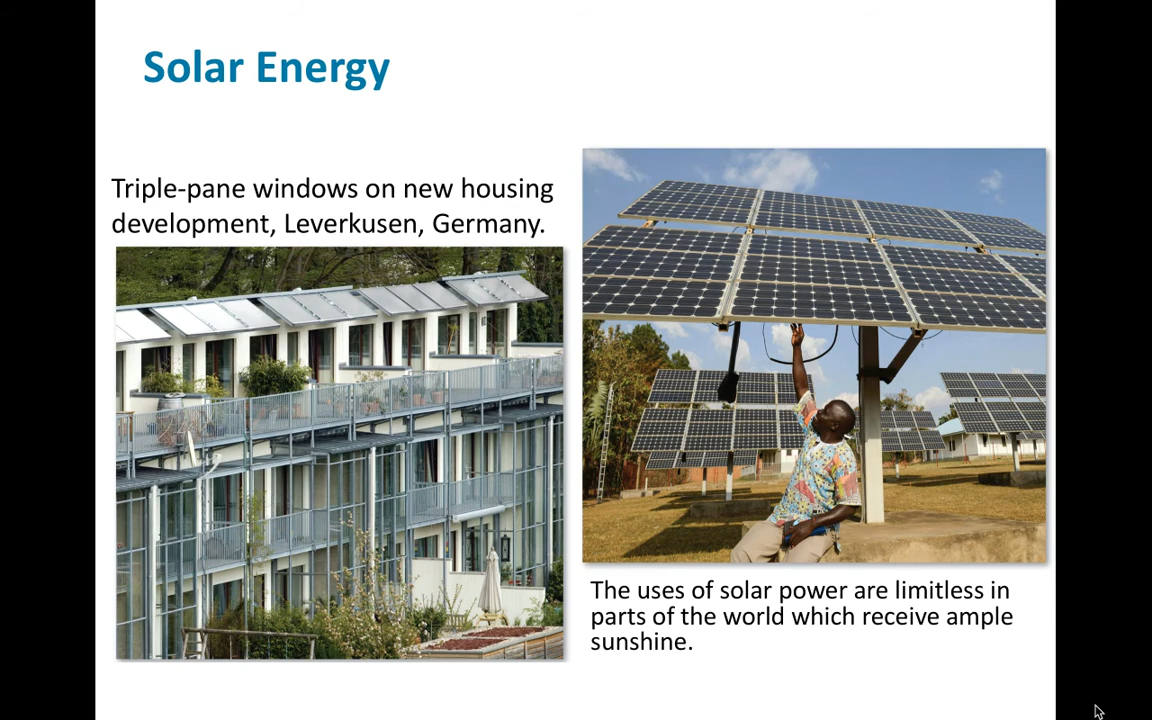 Solar Energy
Triple-pane windows on new housing
development, Leverkusen, Germany.
The uses of solar power are limitless in
parts of the world which receive ample
sunshine.